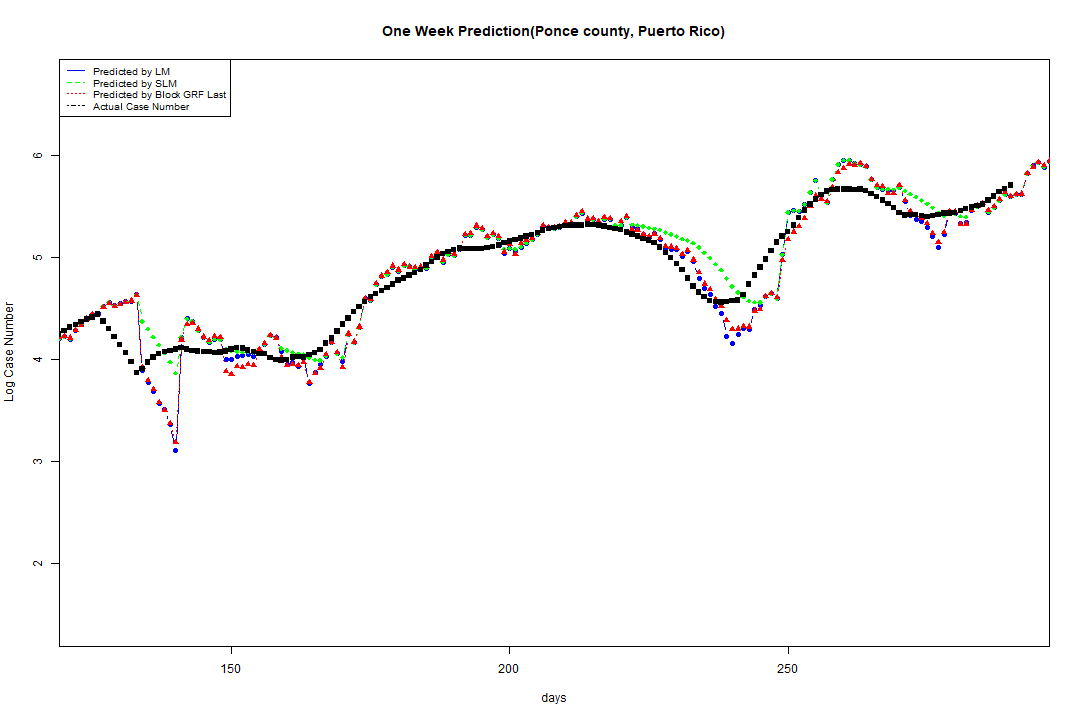 One Week Prediction(Ponce county, Puerto Rico)
Predicted by LM
Predicted by SLM
Predicted by Block GRF Last
Actual Case Number
6
5
4
3
2
Log Case Number
150
200
250
days